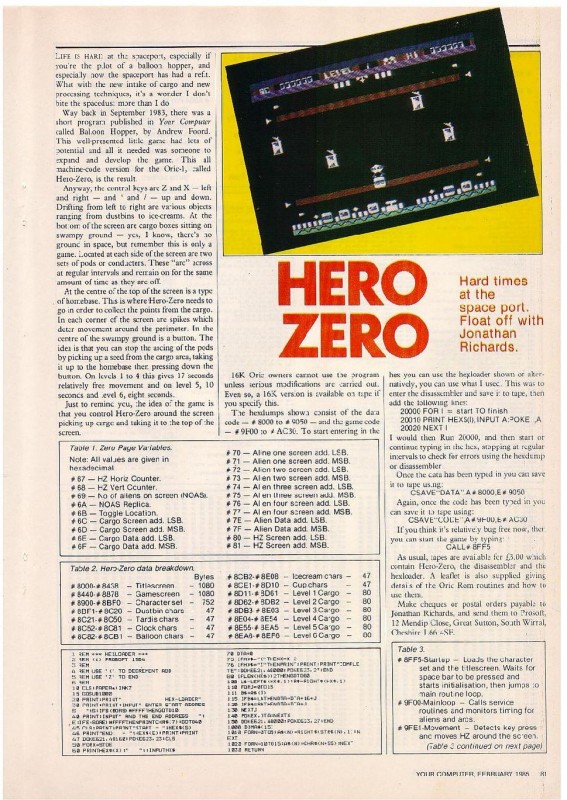 LIFE IS HARD at the spaceport, especially if
you're the pilot of a balloon hopper, and
especially now the spaceport has had a refit.
What with the new intake of cargo and new
processing techniques, it's a wonder I don't
bite the spacedust more than I do
Way back in September 1983, there was a
short program published in Your Computer
called Balloon Hopper, by Andrew Foord.
This well-presented little game had lots of
potential and all it needed was someone to
expand and develop the game. This all
machine-code version for the Oric-1, called
Hero-Zero, is the result
Anyway, the control keys are Z and X — left
and right — and ' and / — up and down.
Drifting from left to right are various objects
ranging from dustbins to ice-creams. At the
bottom of the screen are cargo boxes sitting on
swampy ground — yes, I know, there's no
ground in space, but remember this is only a
game. Located at each side of the screen are two
sets of pods or conductors. These "arc" across
at regular intervals and remain on for the same
amount of time as they are off.
At the centre of the top of the screen is a type
of homebase. This is where Hero-Zero needs to
go in order to collect the points from the cargo.
In each corner of the screen are spikes which
deter movement around the perimeter. In the
centre of the swampy ground is a button. The
idea is that you can stop the arcing of the pods
by picking up a seed from the cargo area, taking
it up to the homebase then pressing down the
button. On levels 1 to 4 this gives 17 seconds
relatively free movement and on level 5, 10
seconds and level 6, eight seconds.
Just to remind you, the idea of the game is
that you control Hero-Zero around the screen
picking up cargo and taking it to the top of the
screen.
HERO
ZERO
Hard times
at the
space port.
Float off with
Jonathan
Richards.
16K Oric owners cannot use the program
unless serious modifications are carried out.
Even so, a 16K version is available on tape if
you specify this.
The hexdumps shown consist of the data
code — # 8000 to # 9050 — and the game code
— # 9F00 to # AC30. To start entering in the
hex you can use the hexloader shown or alter-
natively, you can use what I used. This was to
enter the disassembler and save it to tape, then
add the following lines:
20000 FOR I = start TO finish
20010 PRINT HEX$(I),INPUT A:POKE ,A
20020 NEXT I
I would then Run 20000, and then start or
continue typing in the hex, stopping at regular
intervals to check for errors using the hexdump
or disassembler
Once the data has been typed in you can save
it to tape using:
CSAVE"DATA" A # 8000,E # 9050
Again, once the code has been typed in you
can save it to tape using:
CSAVE"CODE",A # 9F00,E # AC30
If you think it's relatively bug free now, then
you can start the game by typing:
CALL # 8FF5
As usual, tapes are available for £3.00 which
contain Hero-Zero, the disassembler and the
hexloader. A leaflet is also supplied giving
details of the Oric Rom routines and how to
use them.
Make cheques or postal orders payable to
Jonathan Richards, and send them to Prosoft,
12 Mendip Close, Great Sutton, South Wirral,
Cheshire L66
Table 1. Zero Page Variables.
Note: All values are given in
hexadecimal
# 67 — HZ Horiz Counter.
# 68 — HZ Vert Counter.
# 69 — No of aliens on screen (NOAS).
# 6A — NOAS Replica.
# 6B — Toggle Location.
# 6C — Cargo Screen add. LSB.
# 6D — Cargo Screen add. MSB.
# 6E — Cargo Data add. LSB.
# 6F — Cargo Data add. MSB.
# 70 — Alien one screen add. LSB.
# 71 — Alien one screen add. MSB.
# 72 — Alien two screen add. LSB.
# 73 — Alien two screen add. MSB.
# 74 — Alien three screen add. LSB.
# 75 — Alien three screen add. MSB.
# 76 — Alien four screen add. LSB.
# 77 — Alien four screen add. MSB.
# 7E — Alien Data add. LSB.
# 7F — Alien Data add. MSB.
# 80 — HZ Screen add. LSB.
# 81 — HZ Screen add. MSB.
Table 2. Hero-Zero data breakdown.
Bytes
# 8000-# 8438 — Titlescreen — 1080
# 8440-# 8878 — Gamescreen — 1080
# 8900-# 8BF0 — Character set — 752
# 8BF1-# 8C20 — Dustbin chars — 47
# 8C21-# 8C50 — Tardis chars — 47
# 8C52-# 8C81 — Clock chars — 47
# 8C82-# 8CB1 — Balloon chars — 47
# 8CB2-# 8E08 — Icecream chars — 47
# 8CE1-# 8D10 — Cup chars — 47
# 8D11-# 8D61 — Level 1 Cargo — 80
# 8D62-# 8DB2 — Level 2 Cargo — 80
# 8DB3-# 8E03 — Level 3 Cargo — 80
# 8E04-# 8E54 — Level 4 Cargo — 80
# 8E55-# 8EA5 — Level 5 Cargo — 80
# 8EA6-# 8EF6 — Level 6 Cargo — 80
1 REM *** HEXLOADER ***
3 REM
5 REM
10 CLS:PAPER4:INK7
15 GOSUB1000
1022 RETURN
Table 3.
# 8FF5-Startup — Loads the character
set and the titlescreen. Waits for
space bar to be pressed and
starts initialisation, then jumps to
main routine loop.
# 9F00-Mainloop — Calls service
routines and monitors timing for
aliens and arcs.
# 9FE1-Movement — Detects key press
and moves HZ around the screen.
(Table 3 continued on next page)
YOUR COMPUTER, FEBRUARY 1985 81